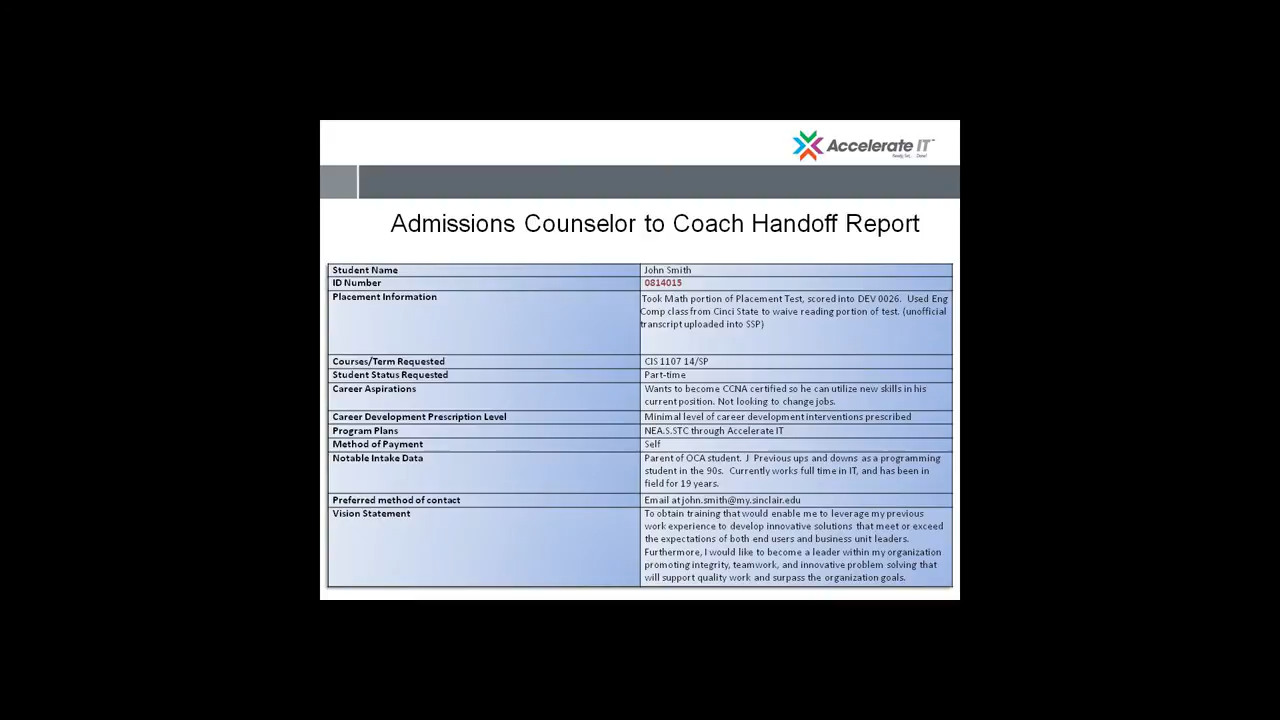 Accelerate IT™
Ready. Set. . . Done!
Admissions Counselor to Coach Handoff Report
Student Name John Smith
ID Number 0814015
Placement Information Took Math portion of Placement Test, scored into DEV 0026. Used Eng
Comp class from Cinci State to waive reading portion of test. (unofficial
transcript uploaded into SSP)
Courses/Term Requested CIS 1107 14/SP
Student Status Requested Part-time
Career Aspirations Wants to become CCNA certified so he can utilize new skills in his
current position. Not looking to change jobs.
Career Development Prescription Level Minimal level of career development interventions prescribed
Program Plans NEA.S.STC through Accelerate IT
Method of Payment Self
Notable Intake Data Parent of OCA student. J Previous ups and downs as a programming
student in the 90s. Currently works full time in IT, and has been in
field for 19 years.
Preferred method of contact Email at john.smith@my.sinclair.edu
Vision Statement To obtain training that would enable me to leverage my previous
work experience to develop innovative solutions that meet or exceed
the expectations of both end users and business unit leaders.
Furthermore, I would like to become a leader within my organization
promoting integrity, teamwork, and innovative problem solving that
will support quality work and surpass the organization goals.